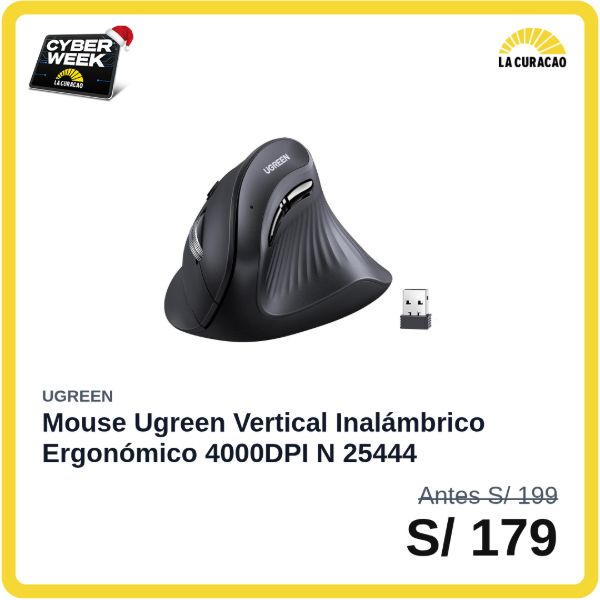 CYBER
WEEK
LA CURACAO
LA CURACAO
UGREEN
UGREEN
Mouse Ugreen Vertical Inalámbrico
Ergonómico 4000DPI N 25444
Antes S/ 199
S/ 179